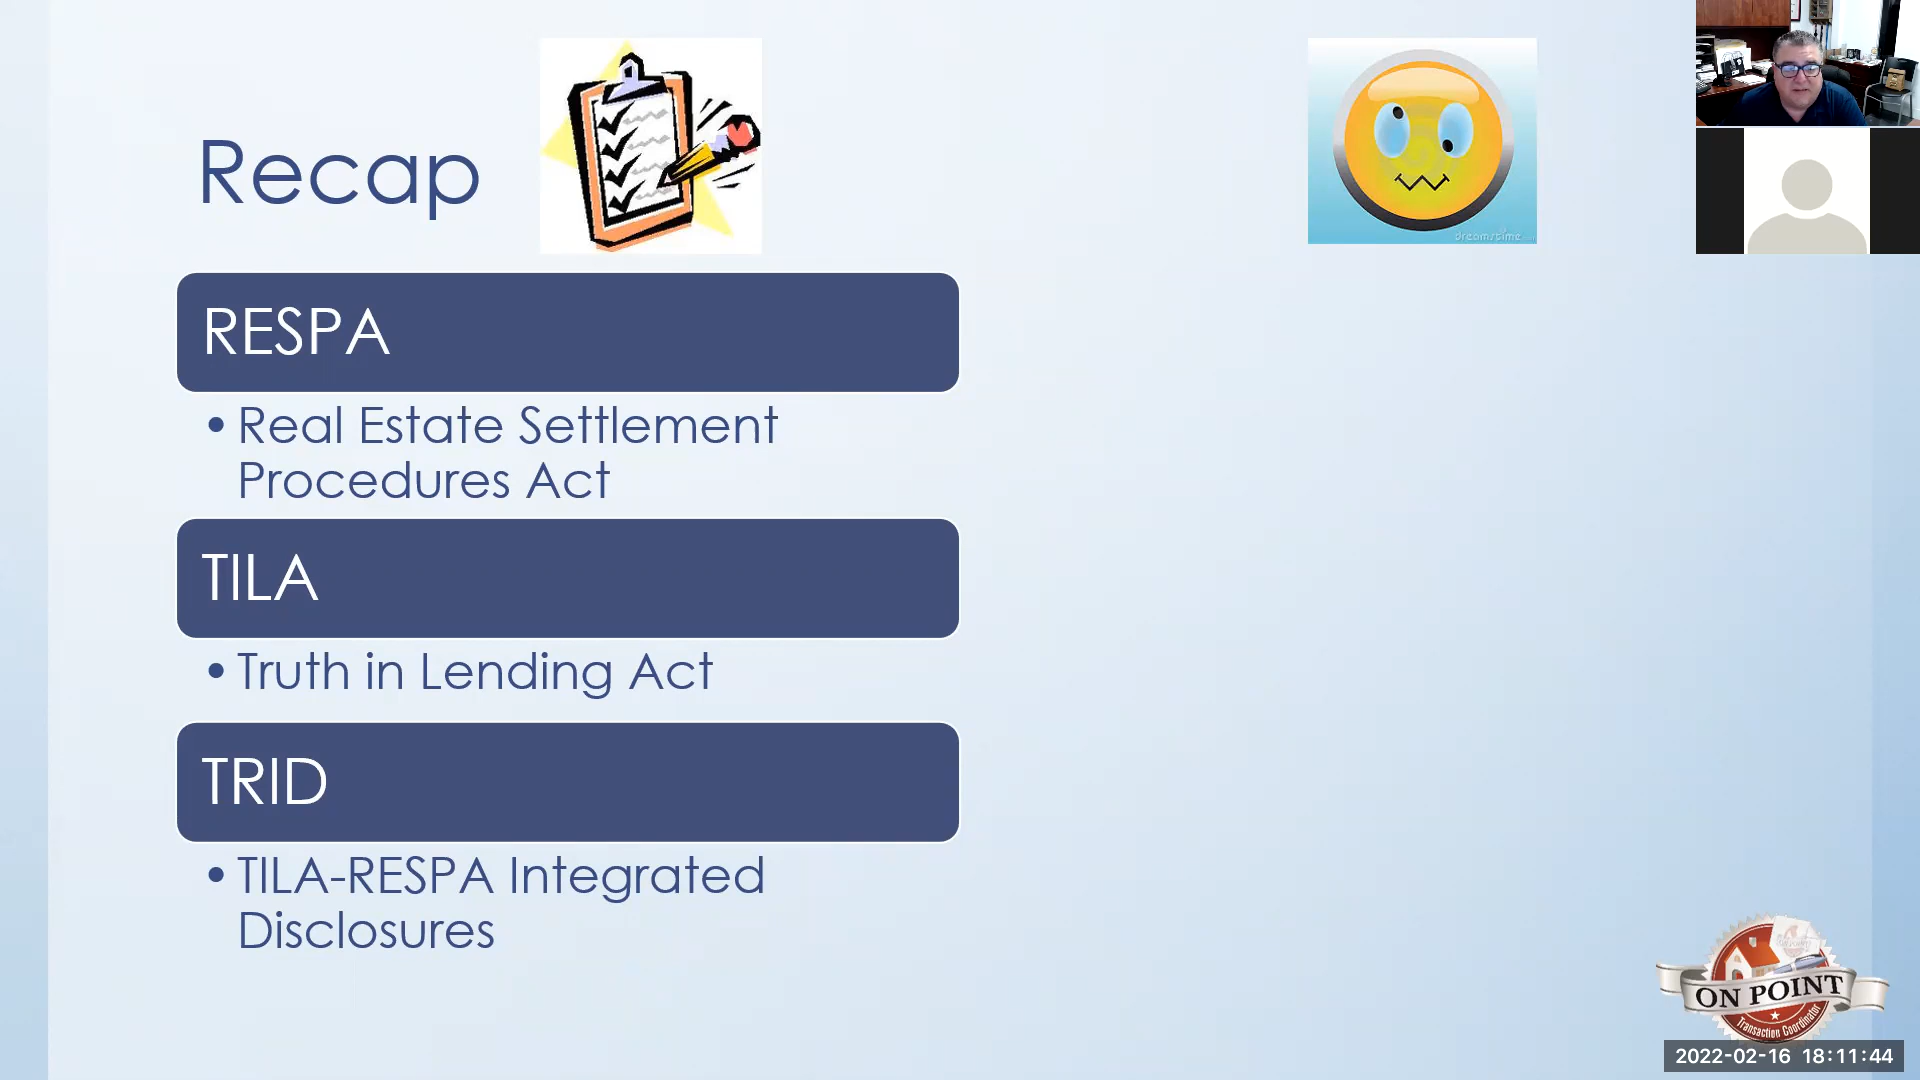 Recap
dreamstime
RESPA
• Real Estate Settlement
Procedures Act
TILA
• Truth in Lending Act
TRID
• TILA-RESPA Integrated
Disclosures
ON POINT
Transaction Coordinator
2022-02-16 18:11:44